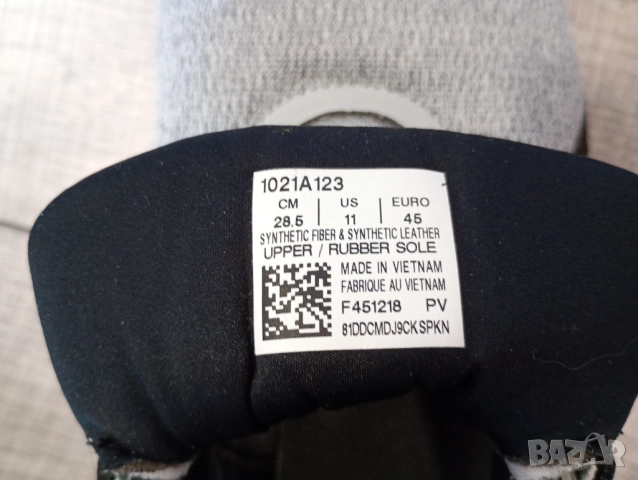 1021A123
CM US EURO
28.5 11 45
SYNTHETIC FIBER & SYNTHETIC LEATHER
UPPER / RUBBER SOLE
MADE IN VIETNAM
FABRIQUE AU VIETNAM
F451218 PV
81DDCMDJ9CKSPKN
BAZAR